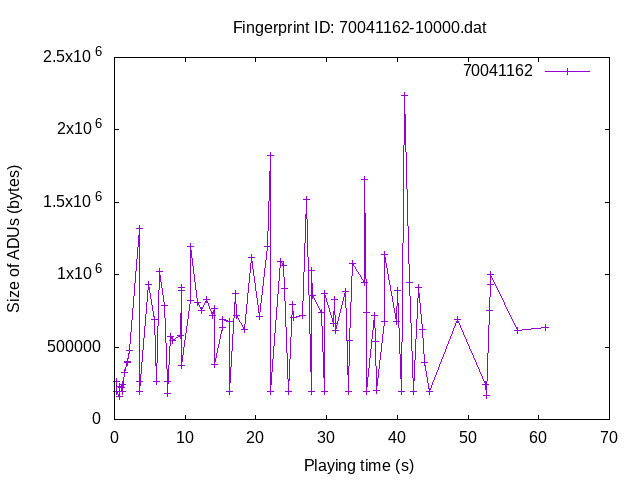 Fingerprint ID: 70041162-10000.dat
70041162
2.5x10^6
2x10^6
1.5x10^6
1x10^6
500000
0
Size of ADUs (bytes)
0 10 20 30 40 50 60 70
Playing time (s)